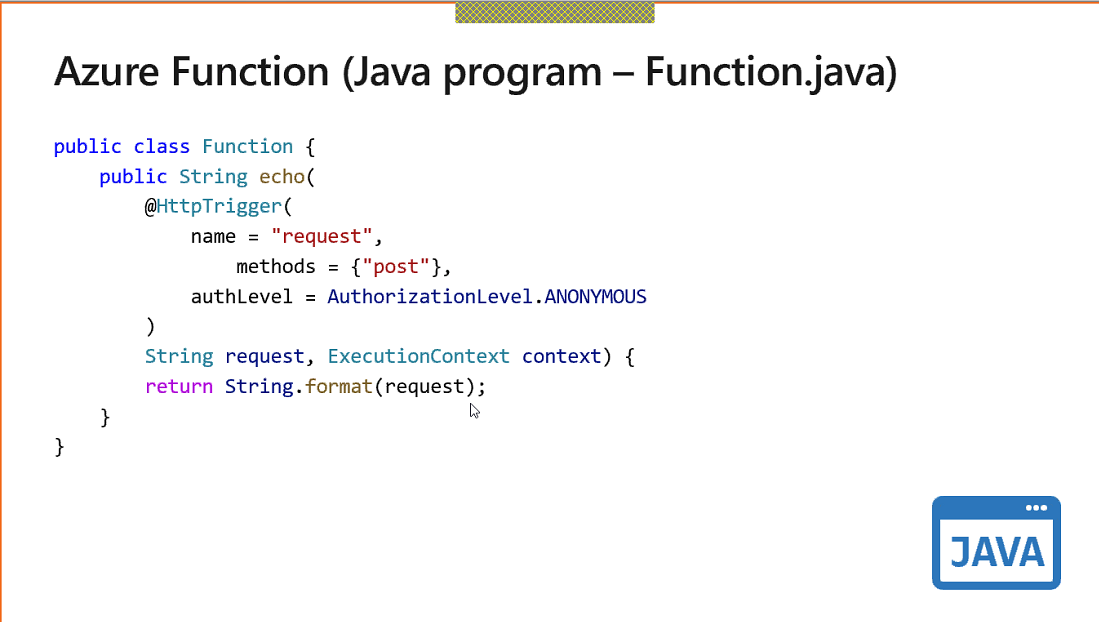 Azure Function (Java program – Function.java)
public class Function {
    public String echo(
        @HttpTrigger(
            name = "request",
                methods = {"post"},
            authLevel = AuthorizationLevel.ANONYMOUS
        )
        String request, ExecutionContext context) {
        return String.format(request);
    }
}
JAVA